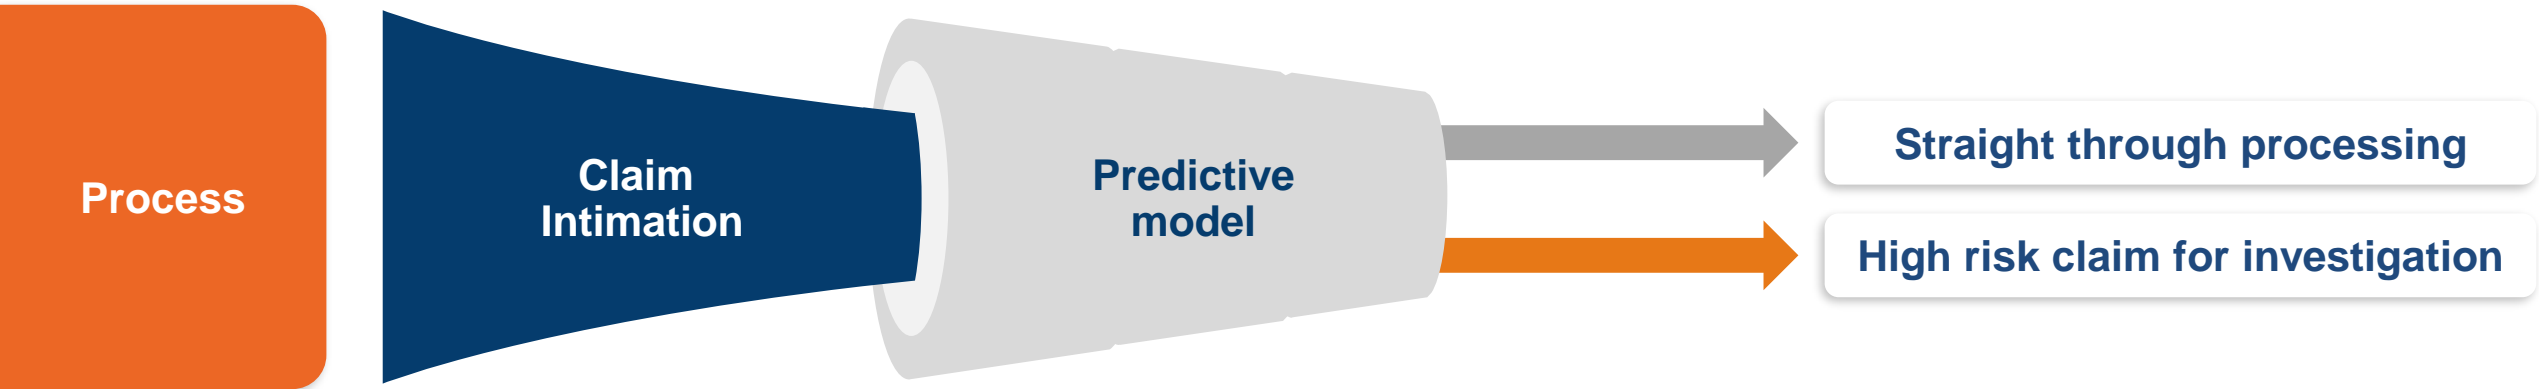 Process
Claim
Intimation
Predictive
model
Straight through processing
High risk claim for investigation